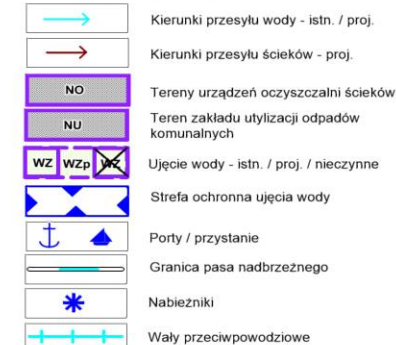 Kierunki przesyłu wody - istn. / proj.
Kierunki przesyłu ścieków - proj.
NO Tereny urządzeń oczyszczalni ścieków
NU Teren zakładu utylizacji odpadów
komunalnych
WZ WZp WZ Ujęcie wody - istn. / proj. / nieczynne
Strefa ochronna ujęcia wody
Porty / przystanie
Granica pasa nadbrzeżnego
Nabieżniki
Wały przeciwpowodziowe